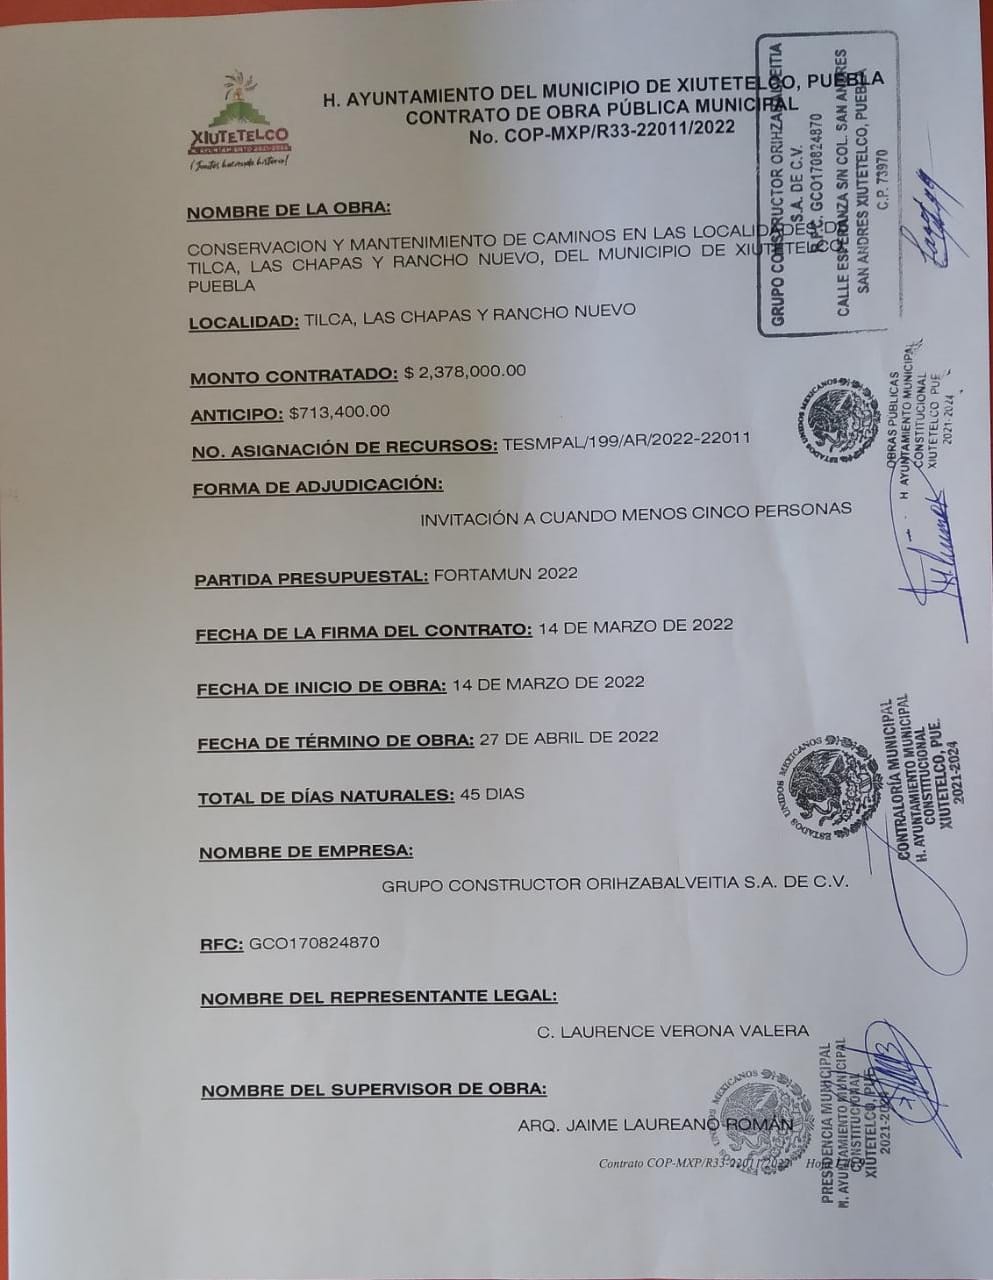 XIUTETELCO
H. AYUNTAMIENTO 2021-2024
¡Juntos haciendo historia!
H. AYUNTAMIENTO DEL MUNICIPIO DE XIUTETELCO, PUEBLA
CONTRATO DE OBRA PÚBLICA MUNICIPAL
No. COP-MXP/R33-22011/2022
NOMBRE DE LA OBRA:
CONSERVACION Y MANTENIMIENTO DE CAMINOS EN LAS LOCALIDADES DE
TILCA, LAS CHAPAS Y RANCHO NUEVO, DEL MUNICIPIO DE XIUTETELCO,
PUEBLA
LOCALIDAD: TILCA, LAS CHAPAS Y RANCHO NUEVO
MONTO CONTRATADO: $ 2,378,000.00
ANTICIPO: $713,400.00
NO. ASIGNACIÓN DE RECURSOS: TESMPAL/199/AR/2022-22011
FORMA DE ADJUDICACIÓN:
INVITACIÓN A CUANDO MENOS CINCO PERSONAS
PARTIDA PRESUPUESTAL: FORTAMUN 2022
FECHA DE LA FIRMA DEL CONTRATO: 14 DE MARZO DE 2022
FECHA DE INICIO DE OBRA: 14 DE MARZO DE 2022
FECHA DE TÉRMINO DE OBRA: 27 DE ABRIL DE 2022
TOTAL DE DÍAS NATURALES: 45 DIAS
NOMBRE DE EMPRESA:
GRUPO CONSTRUCTOR ORIHZABALVEITIA S.A. DE C.V.
RFC: GCO170824870
NOMBRE DEL REPRESENTANTE LEGAL:
C. LAURENCE VERONA VALERA
NOMBRE DEL SUPERVISOR DE OBRA:
ARQ. JAIME LAUREANO ROMÁN
Contrato COP-MXP/R33-22011/2022 Hoja
GRUPO CONSTRUCTOR ORIHZABALVEITIA
S.A. DE C.V.
R.F.C. GCO170824870
CALLE ESPERANZA S/N COL. SAN ANDRES
SAN ANDRES XIUTETELCO, PUEBLA
C.P. 73970
ESTADOS UNIDOS MEXICANOS
OBRAS PÚBLICAS
H AYUNTAMIENTO MUNICIPAL
CONSTITUCIONAL
XIUTETELCO PUE
2021-2024
ESTADOS UNIDOS MEXICANOS
CONTRALORÍA MUNICIPAL
H. AYUNTAMIENTO MUNICIPAL
CONSTITUCIONAL
XIUTETELCO, PUE.
2021-2024
ESTADOS UNIDOS MEXICANOS
PRESIDENCIA MUNICIPAL
H. AYUNTAMIENTO MUNICIPAL
CONSTITUCIONAL
XIUTETELCO, PUE.
2021-2024